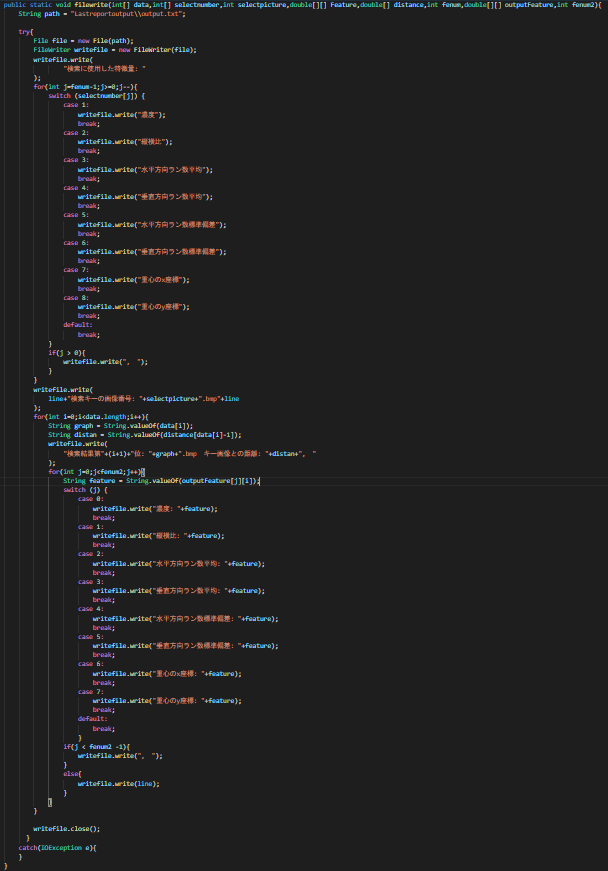 public static void filewrite(int[] data,int[] selectnumber,int selectpicture,double[][] Feature,double[] distance,int fenum,double[][] outputFeature,int fenum2){
String path = "Lastreportoutput\\output.txt";
try{
File file = new File(path);
FileWriter writefile = new FileWriter(file);
writefile.write(
"検索に使用した特徴量: "
);
for(int j=fenum-1;j>=0;j--){
switch (selectnumber[j]) {
case 1:
writefile.write("濃度");
break;
case 2:
writefile.write("縦横比");
break;
case 3:
writefile.write("水平方向ラン数平均");
break;
case 4:
writefile.write("垂直方向ラン数平均");
break;
case 5:
writefile.write("水平方向ラン数標準偏差");
break;
case 6:
writefile.write("垂直方向ラン数標準偏差");
break;
case 7:
writefile.write("重心のx座標");
break;
case 8:
writefile.write("重心のy座標");
break;
default:
break;
}
if(j > 0){
writefile.write(",  ");
}
}
writefile.write(
line+"検索キーの画像番号: "+selectpicture+".bmp"+line
);
for(int i=0;i<data.length;i++){
String graph = String.valueOf(data[i]);
String distan = String.valueOf(distance[data[i]-1]);
writefile.write(
"検索結果第"+(i+1)+"位: "+graph+".bmp  キー画像との距離: "+distan+",  "
);
for(int j=0;j<fenum2;j++){
String feature = String.valueOf(outputFeature[j][i]);
switch (j) {
case 0:
writefile.write("濃度: "+feature);
break;
case 1:
writefile.write("縦横比: "+feature);
break;
case 2:
writefile.write("水平方向ラン数平均: "+feature);
break;
case 3:
writefile.write("垂直方向ラン数平均: "+feature);
break;
case 4:
writefile.write("水平方向ラン数標準偏差: "+feature);
break;
case 5:
writefile.write("垂直方向ラン数標準偏差: "+feature);
break;
case 6:
writefile.write("重心のx座標: "+feature);
break;
case 7:
writefile.write("重心のy座標: "+feature);
break;
default:
break;
}
if(j < fenum2 -1){
writefile.write(",  ");
}
else{
writefile.write(line);
}
}
}
writefile.close();
}
catch(IOException e){
}
}